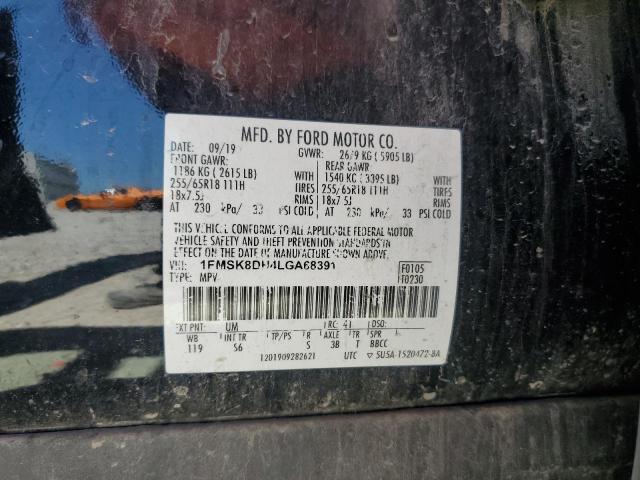 MFD. BY FORD MOTOR CO.
DATE: 09/19 GVWR: 2679 KG ( 5905 LB)
FRONT GAWR: REAR GAWR:
1186 KG ( 2615 LB) WITH 1540 KG ( 3395 LB) WITH
255/65R18 111H TIRES 255/65R18 111H TIRES
18x7.5J RIMS 18x7.5J RIMS
AT 230 kPa/ 33 PSI COLD AT 230 kPa/ 33 PSI COLD
THIS VEHICLE CONFORMS TO ALL APPLICABLE FEDERAL MOTOR
VEHICLE SAFETY AND THEFT PREVENTION STANDARDS IN
EFFECT ON THE DATE OF MANUFACTURE SHOWN ABOVE.
VIN: F0105
TYPE: MPV F0230
EXT PNT: UM RC: 41 DSO:
WB INT TR TP/PS R AXLE TR SPR
119 S6 S 3B T BBCC
1201909282621 UTC ▽ SU5A-1520472-BA